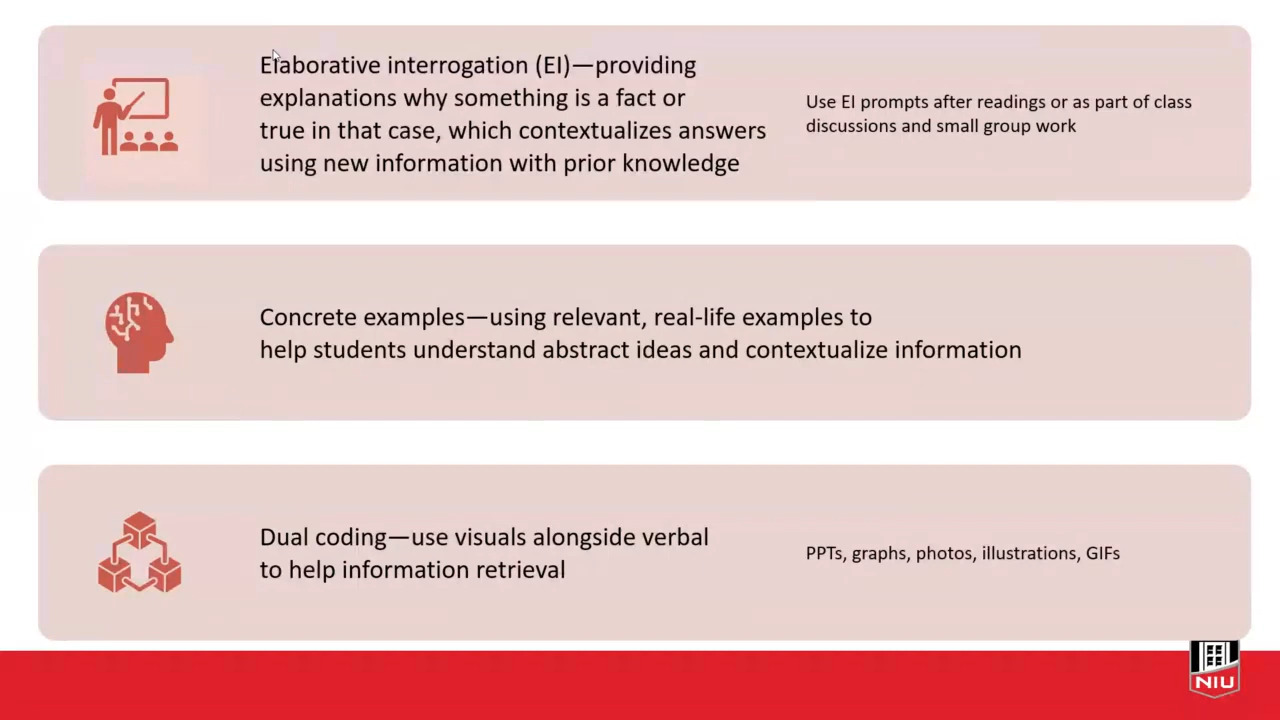 Elaborative interrogation (EI)—providing
explanations why something is a fact or
true in that case, which contextualizes answers
using new information with prior knowledge
Use EI prompts after readings or as part of class
discussions and small group work
Concrete examples—using relevant, real-life examples to
help students understand abstract ideas and contextualize information
Dual coding—use visuals alongside verbal
to help information retrieval
PPTs, graphs, photos, illustrations, GIFs
NIU